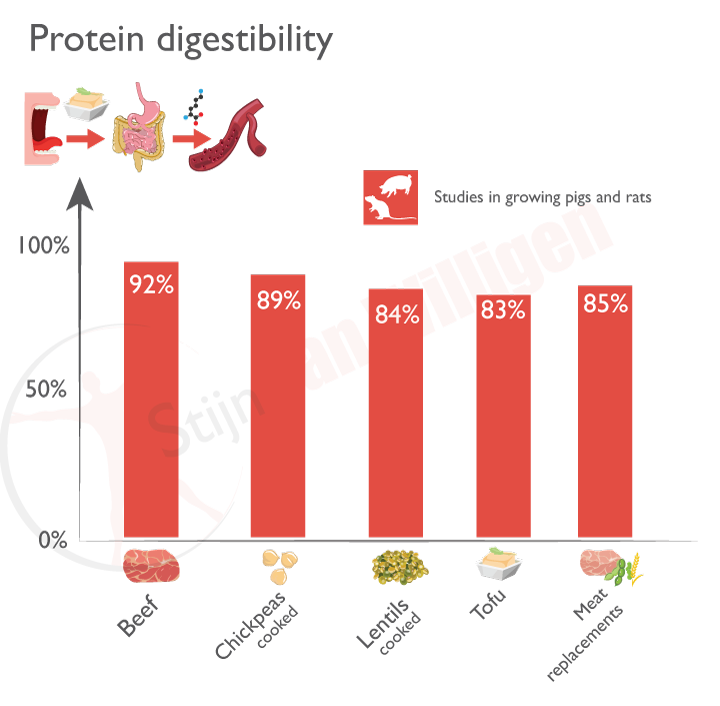 Protein digestibility
Studies in growing pigs and rats
100%
50%
0%
92%
89%
84%
83%
85%
Stijn van Willigen
Beef
Chickpeas
cooked
Lentils
cooked
Tofu
Meat
replacements